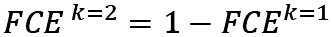 FCE^{k=2} = 1 − FCE^{k=1}